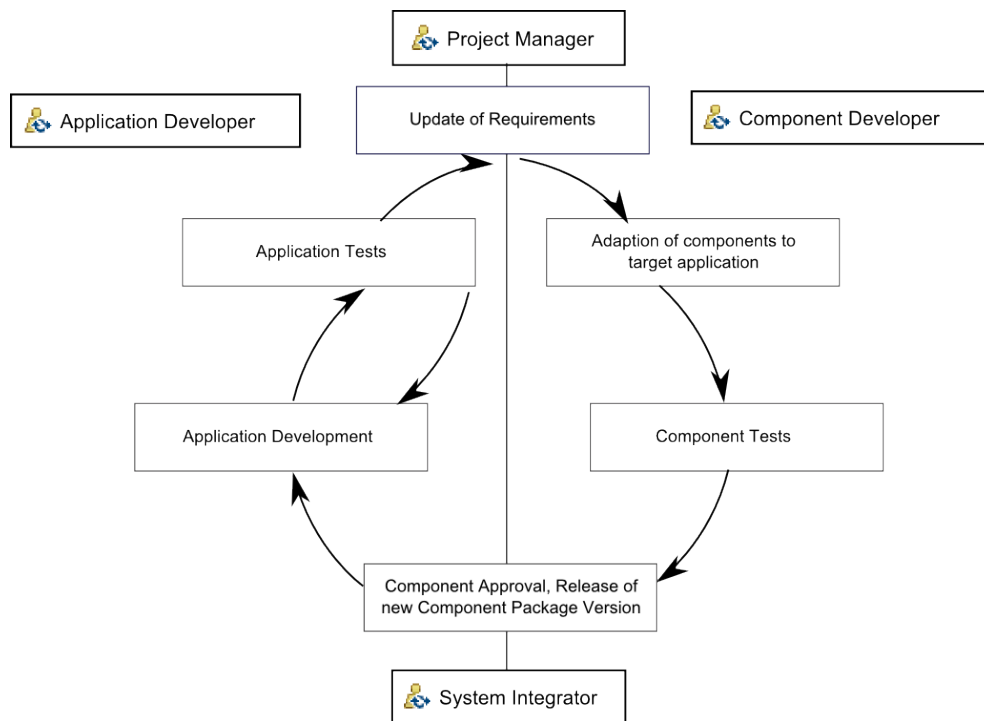 Project Manager
Application Developer
Update of Requirements
Component Developer
Application Tests
Adaption of components to
target application
Application Development
Component Tests
Component Approval, Release of
new Component Package Version
System Integrator